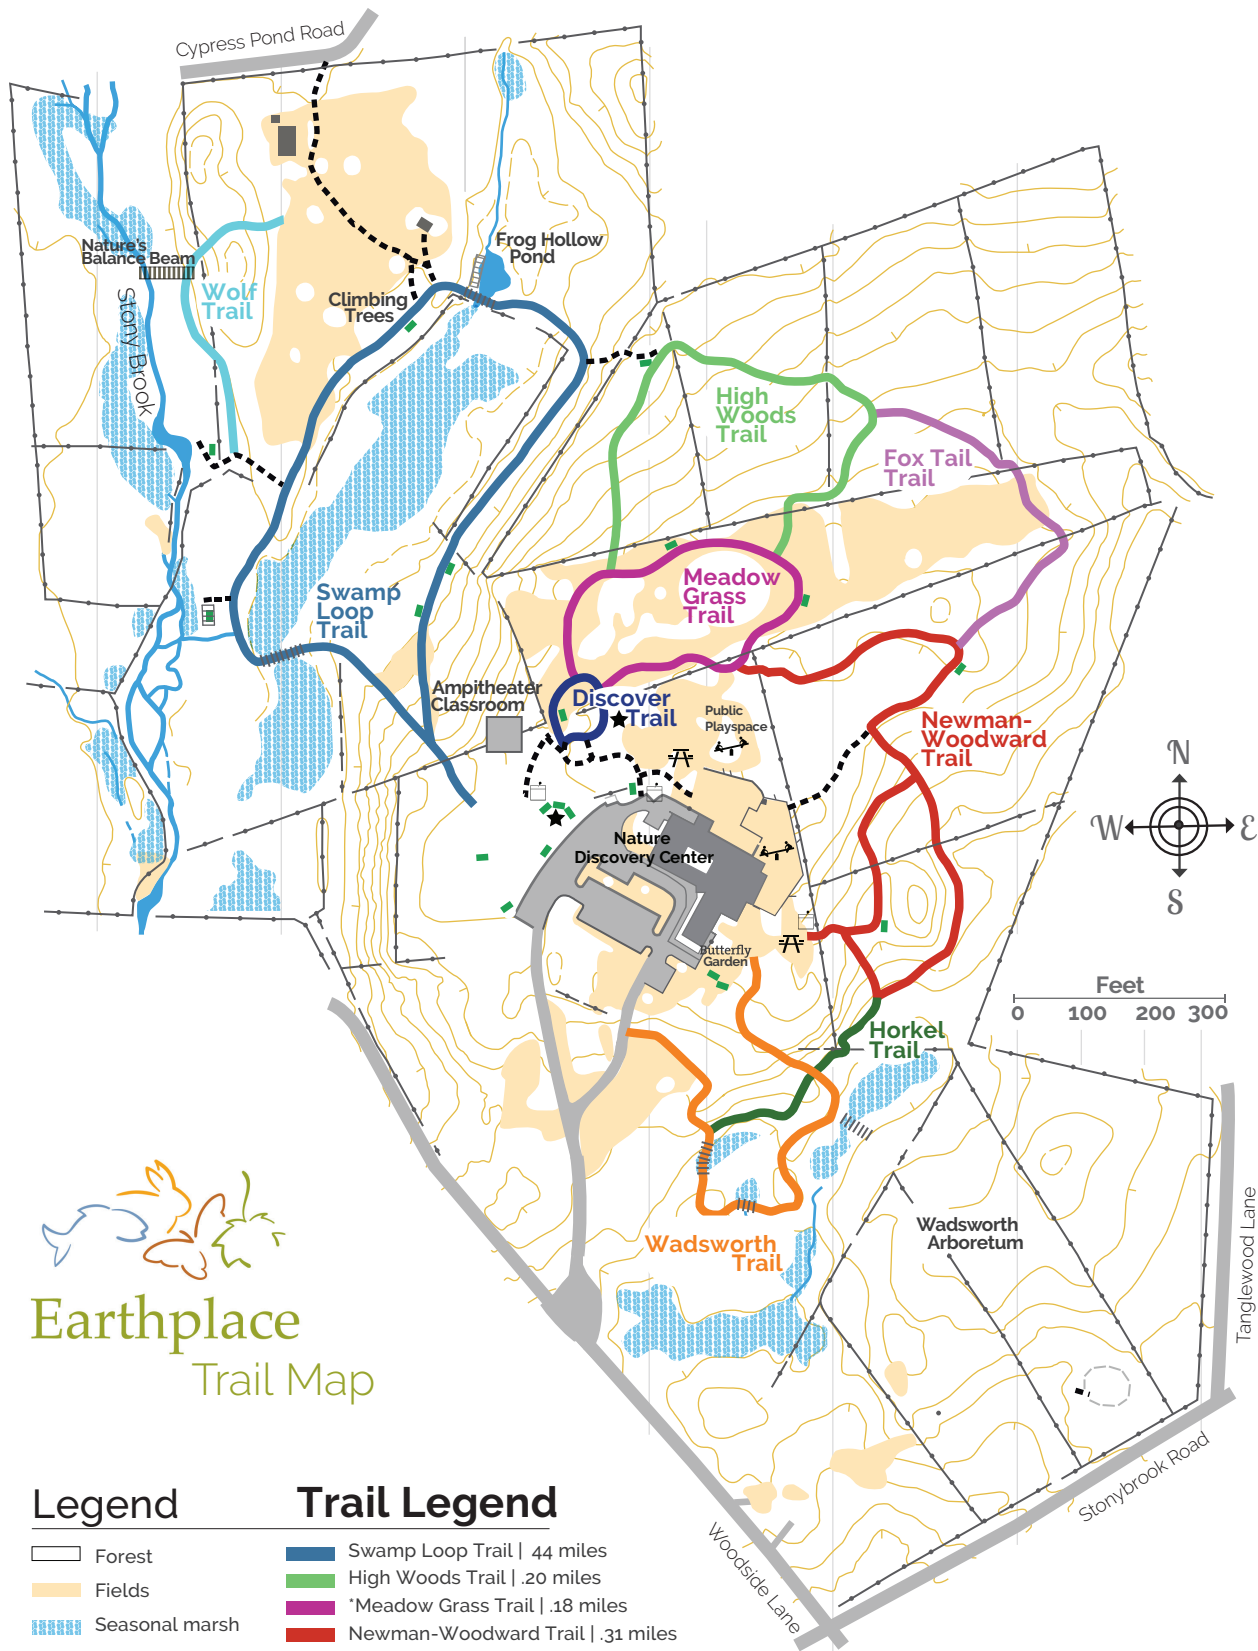 Cypress Pond Road
Frog Hollow
Pond
Nature's
Balance Beam
Wolf
Trail
Climbing
Trees
Stony Brook
High
Woods
Trail
Fox Tail
Trail
Meadow
Grass
Trail
Swamp
Loop
Trail
Ampitheater
Classroom
Discover
Trail
Public
Playspace
Newman-
Woodward
Trail
N
W
E
S
Nature
Discovery Center
Butterfly
Garden
Feet
0 100 200 300
Horkel
Trail
Wadsworth
Trail
Wadsworth
Arboretum
Tanglewood Lane
Stonybrook Road
Woodside Lane
Earthplace
Trail Map
Legend
Forest
Fields
Seasonal marsh
Trail Legend
Swamp Loop Trail | 44 miles
High Woods Trail | .20 miles
*Meadow Grass Trail | .18 miles
Newman-Woodward Trail | .31 miles